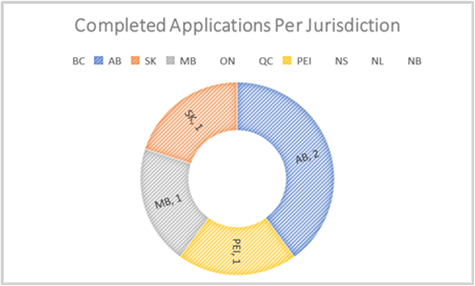 Completed Applications Per Jurisdiction
BC AB SK MB ON QC PEI NS NL NB
SK, 1
AB, 2
MB, 1
PEI, 1